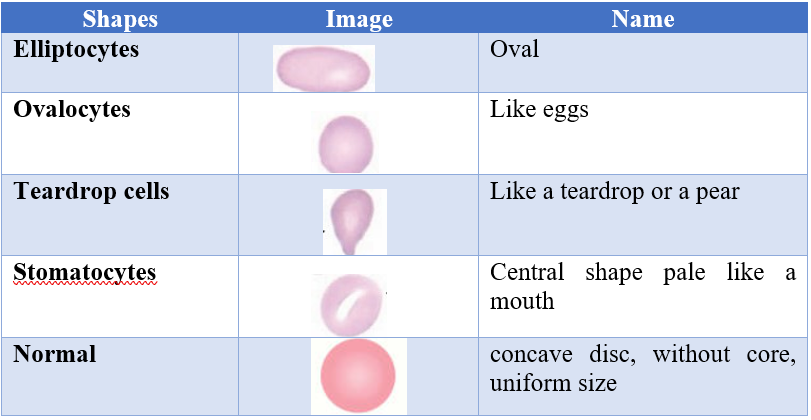 Shapes Image Name
Elliptocytes Oval
Ovalocytes Like eggs
Teardrop cells Like a teardrop or a pear
Stomatocytes Central shape pale like a
mouth
Normal concave disc, without core,
uniform size